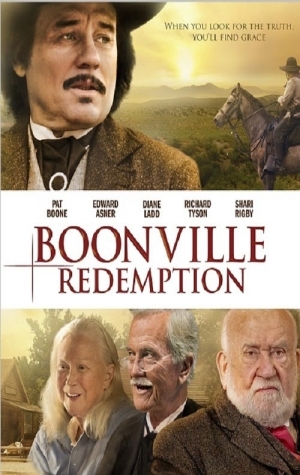 WHEN YOU LOOK FOR THE TRUTH,
YOU'LL FIND GRACE
PAT BOONE
EDWARD ASNER
DIANE LADD
RICHARD TYSON
SHARI RIGBY
BOONVILLE
REDEMPTION